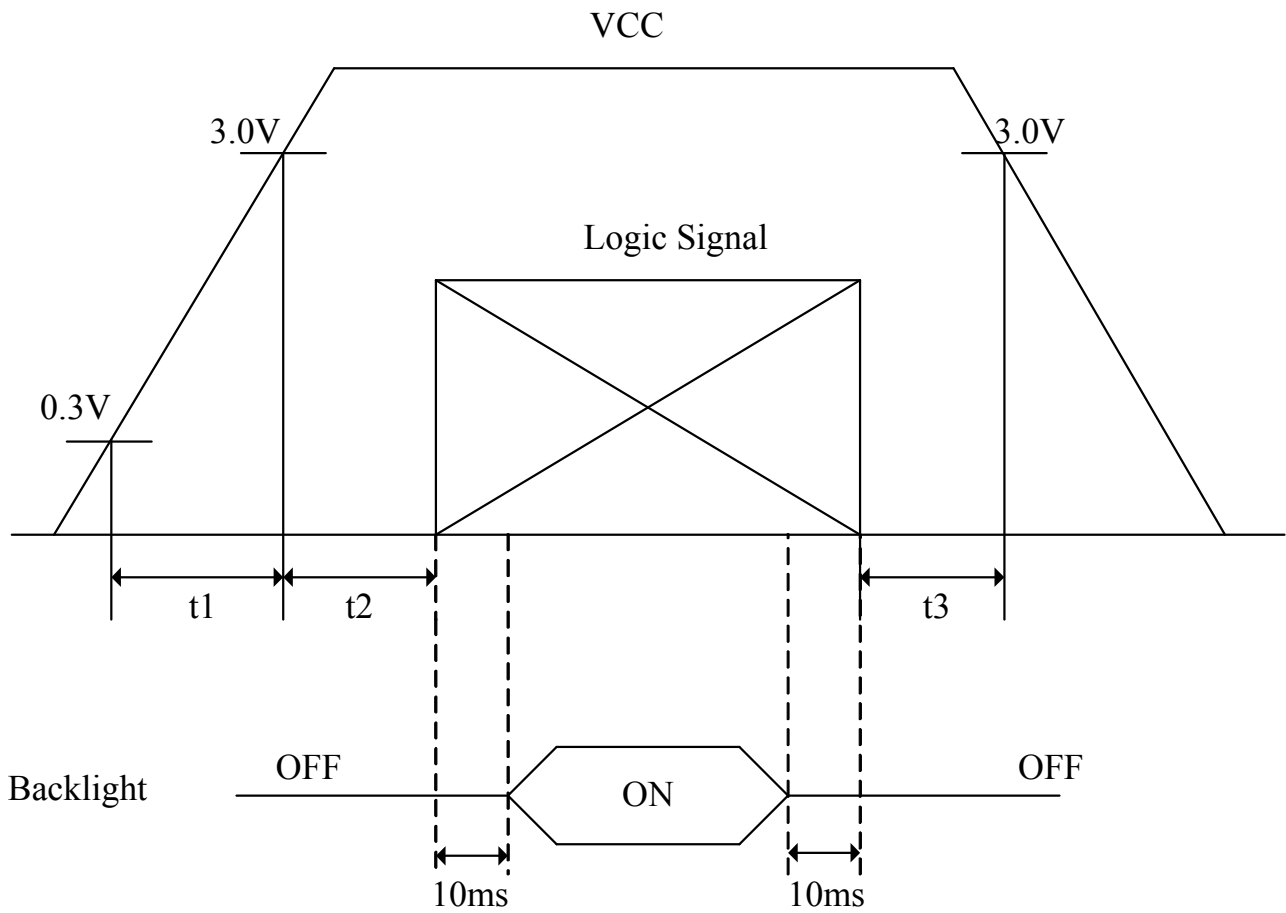 VCC
3.0V
3.0V
Logic Signal
0.3V
t1
t2
t3
OFF
OFF
Backlight
ON
10ms
10ms